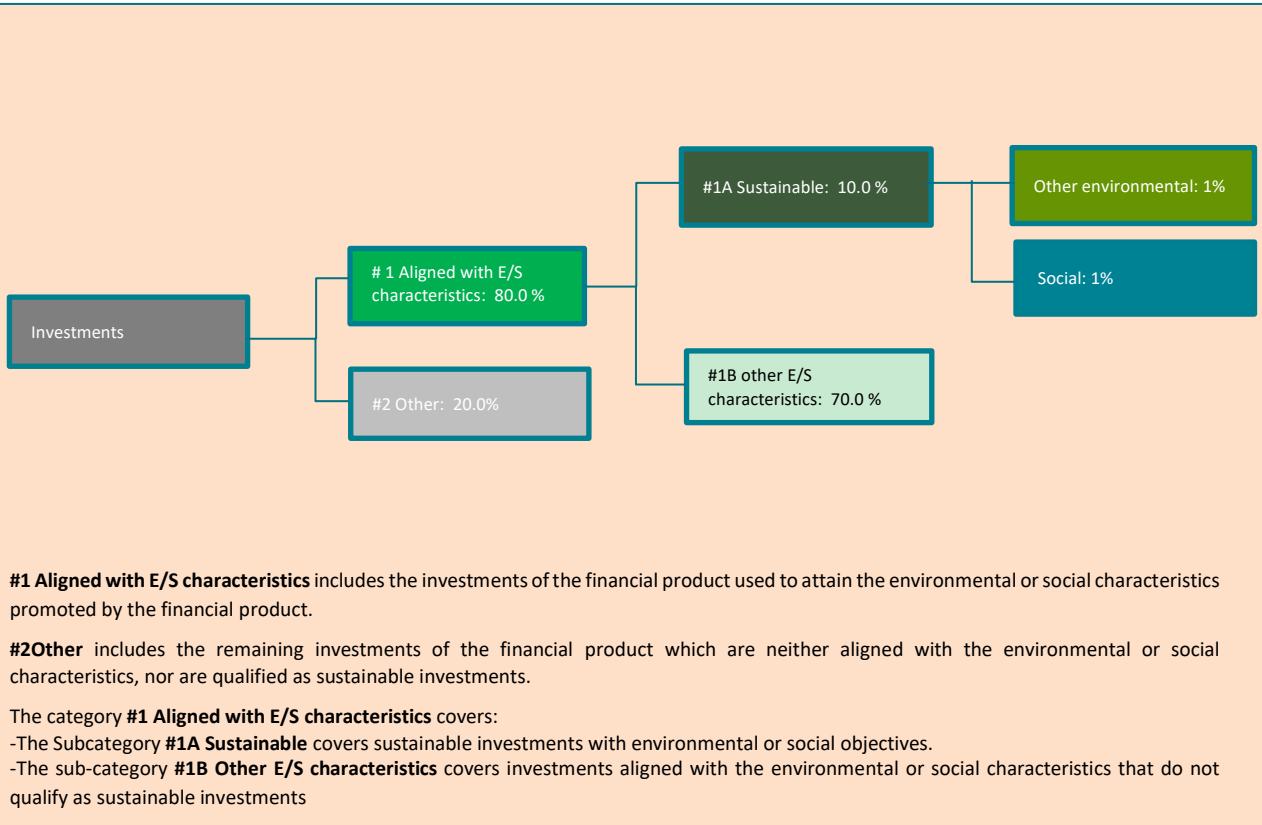 #1A Sustainable: 10.0 %
Other environmental: 1%
# 1 Aligned with E/S
characteristics: 80.0 %
Social: 1%
Investments
#1B other E/S
characteristics: 70.0 %
#2 Other: 20.0%
#1 Aligned with E/S characteristics includes the investments of the financial product used to attain the environmental or social characteristics
promoted by the financial product.
#2Other includes the remaining investments of the financial product which are neither aligned with the environmental or social
characteristics, nor are qualified as sustainable investments.
The category #1 Aligned with E/S characteristics covers:
-The Subcategory #1A Sustainable covers sustainable investments with environmental or social objectives.
-The sub-category #1B Other E/S characteristics covers investments aligned with the environmental or social characteristics that do not
qualify as sustainable investments